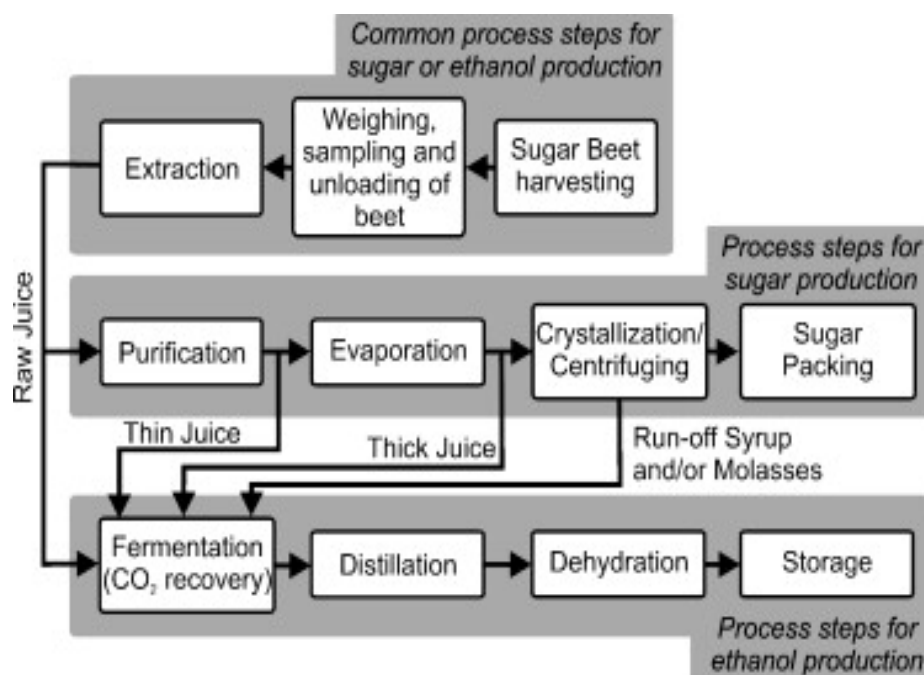 Common process steps for
sugar or ethanol production
Extraction
Weighing,
sampling and
unloading of
beet
Sugar Beet
harvesting
Process steps for
sugar production
Raw Juice
Purification
Evaporation
Crystallization/
Centrifuging
Sugar
Packing
Thin Juice
Thick Juice
Run-off Syrup
and/or Molasses
Fermentation
(CO₂ recovery)
Distillation
Dehydration
Storage
Process steps for
ethanol production